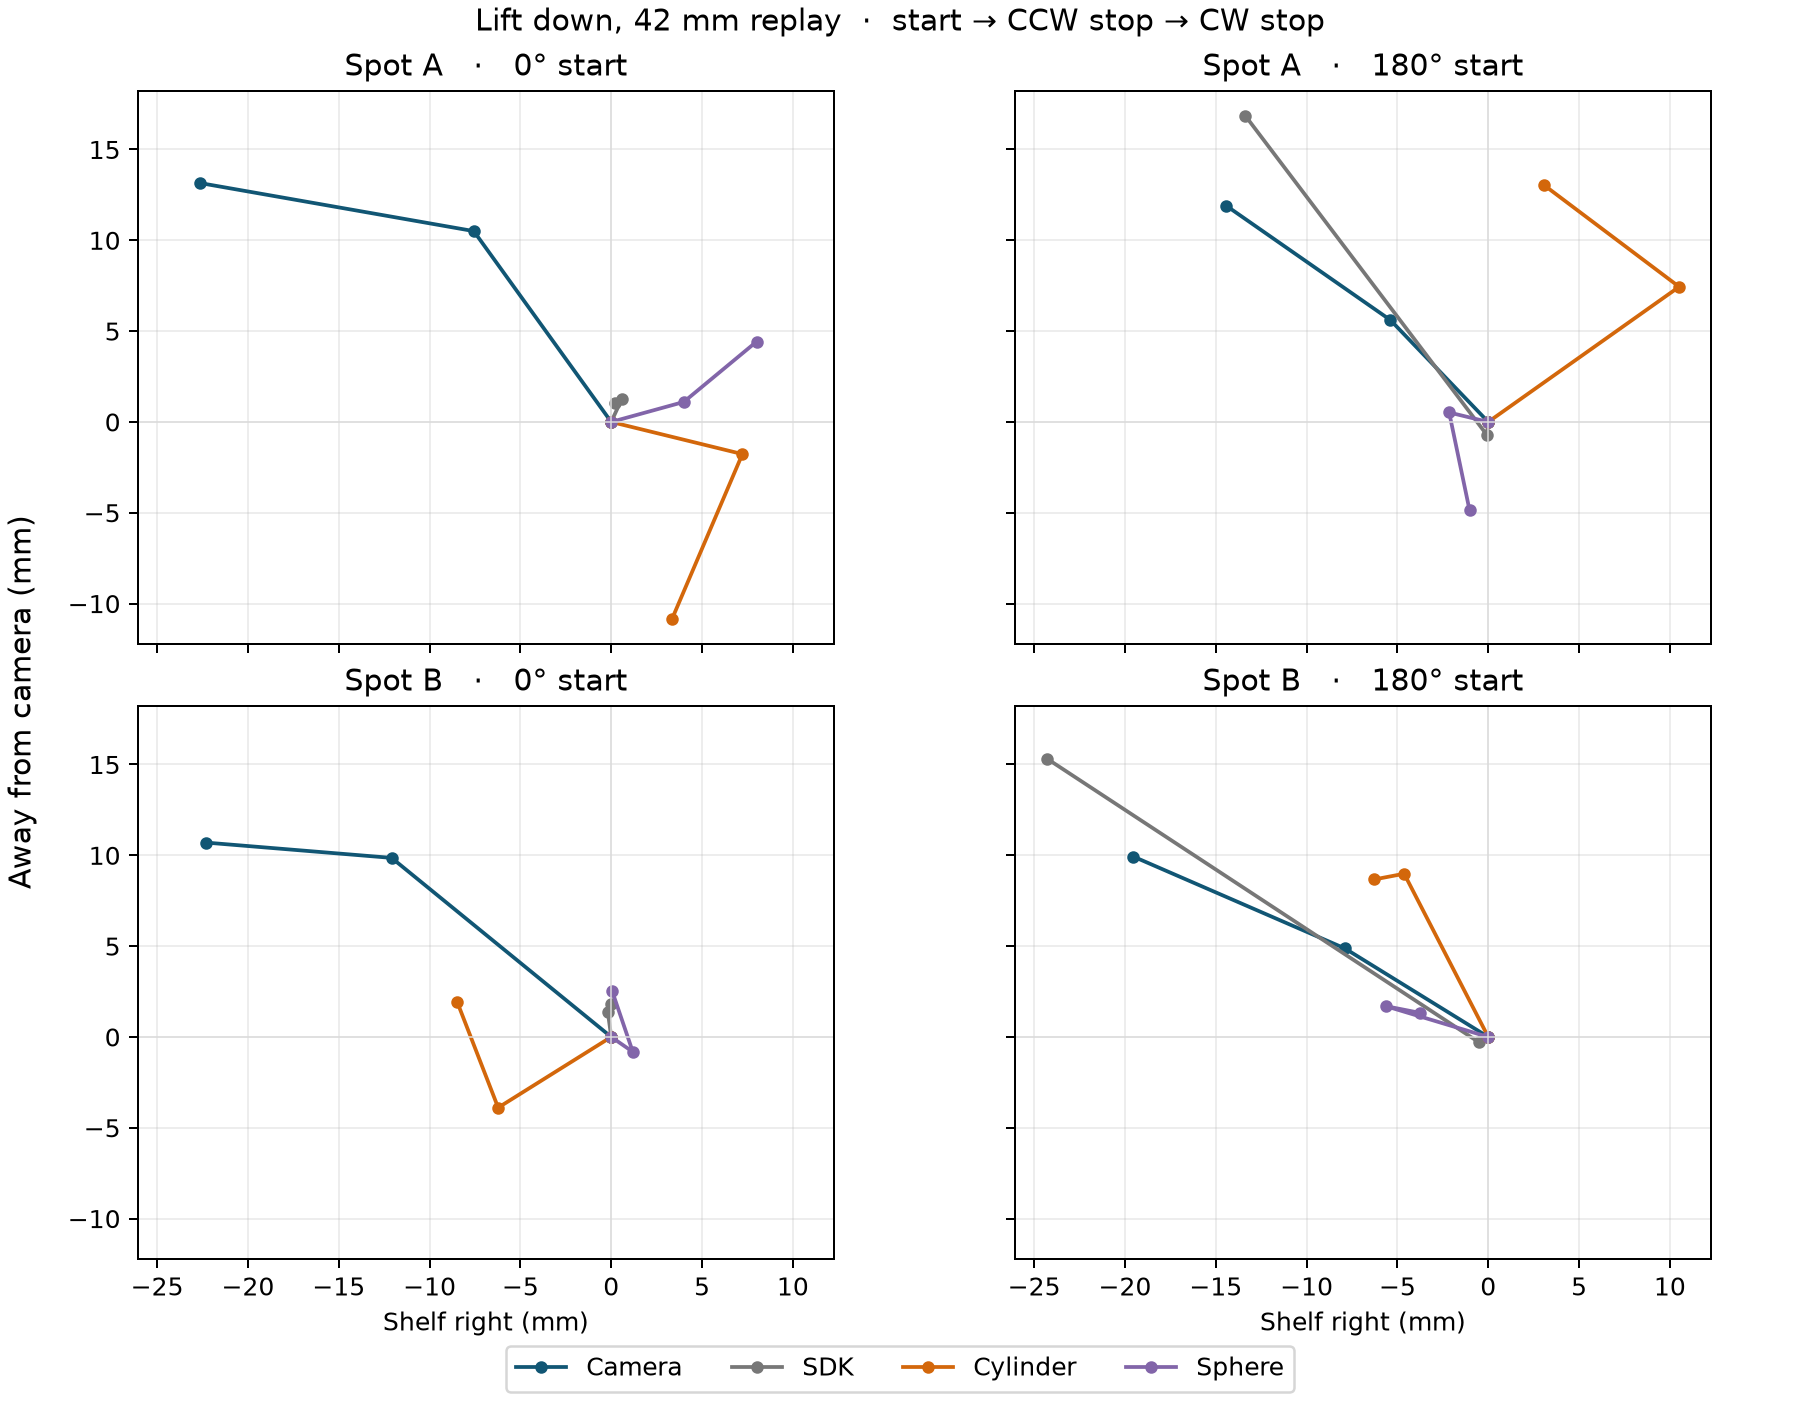 Lift down, 42 mm replay · start → CCW stop → CW stop
Spot A · 0° start
Spot A · 180° start
15
10
5
0
−5
−10
Spot B · 0° start
Spot B · 180° start
Away from camera (mm)
15
10
5
0
−5
−10
−25 −20 −15 −10 −5 0 5 10
−25 −20 −15 −10 −5 0 5 10
Shelf right (mm)
Shelf right (mm)
Camera SDK Cylinder Sphere